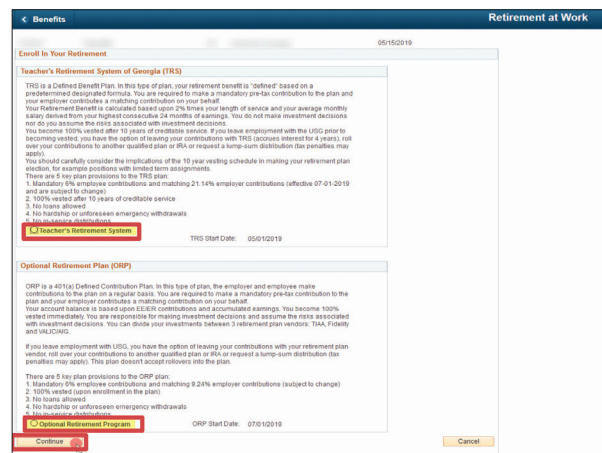 Benefits
Retirement at Work
05/15/2019
Enroll In Your Retirement
Teacher's Retirement System of Georgia (TRS)
TRS is a Defined Benefit Plan. In this type of plan, your retirement benefit is "defined" based on a
predetermined designated formula. You are required to make a mandatory pre-tax contribution to the plan and
your employer contributes a matching contribution on your behalf.
Your Retirement Benefit is calculated based upon 2% times your length of service and your average monthly
salary derived from your highest consecutive 24 months of earnings. You do not make investment decisions
nor do you assume the risks associated with investment decisions.
You become 100% vested after 10 years of creditable service. If you leave employment with the USG prior to
becoming vested, you have the option of leaving your contributions with TRS (accrues interest for 4 years), roll
over your contributions to another qualified plan or IRA or request a lump-sum distribution (tax penalties may
apply).
You should carefully consider the implications of the 10 year vesting schedule in making your retirement plan
election, for example positions with limited term assignments.
There are 5 key plan provisions to the TRS plan:
1. Mandatory 6% employee contributions and matching 21.14% employer contributions (effective 07-01-2019
and are subject to change)
2. 100% vested after 10 years of creditable service
3. No loans allowed
4. No hardship or unforeseen emergency withdrawals
5. No in-service distributions
Teacher's Retirement System
TRS Start Date: 05/01/2019
Optional Retirement Plan (ORP)
ORP is a 401(a) Defined Contribution Plan. In this type of plan, the employer and employee make
contributions to the plan on a regular basis. You are required to make a mandatory pre-tax contribution to the
plan and your employer contributes a matching contribution on your behalf.
Your account balance is based upon EE/ER contributions and accumulated earnings. You become 100%
vested immediately. You are responsible for making investment decisions and assume the risks associated
with investment decisions. You can divide your investments between 3 retirement plan vendors: TIAA, Fidelity
and VALIC/AIG.
If you leave employment with USG, you have the option of leaving your contributions with your retirement plan
vendor, roll over your contributions to another qualified plan or IRA or request a lump-sum distribution (tax
penalties may apply). This plan doesn't accept rollovers into the plan.
There are 5 key plan provisions to the ORP plan:
1. Mandatory 6% employee contributions and matching 9.24% employer contributions (subject to change)
2. 100% vested (upon enrollment in the plan)
3. No loans allowed
4. No hardship or unforeseen emergency withdrawals
5. No in-service distributions
Optional Retirement Program
ORP Start Date: 07/01/2019
Continue
Cancel